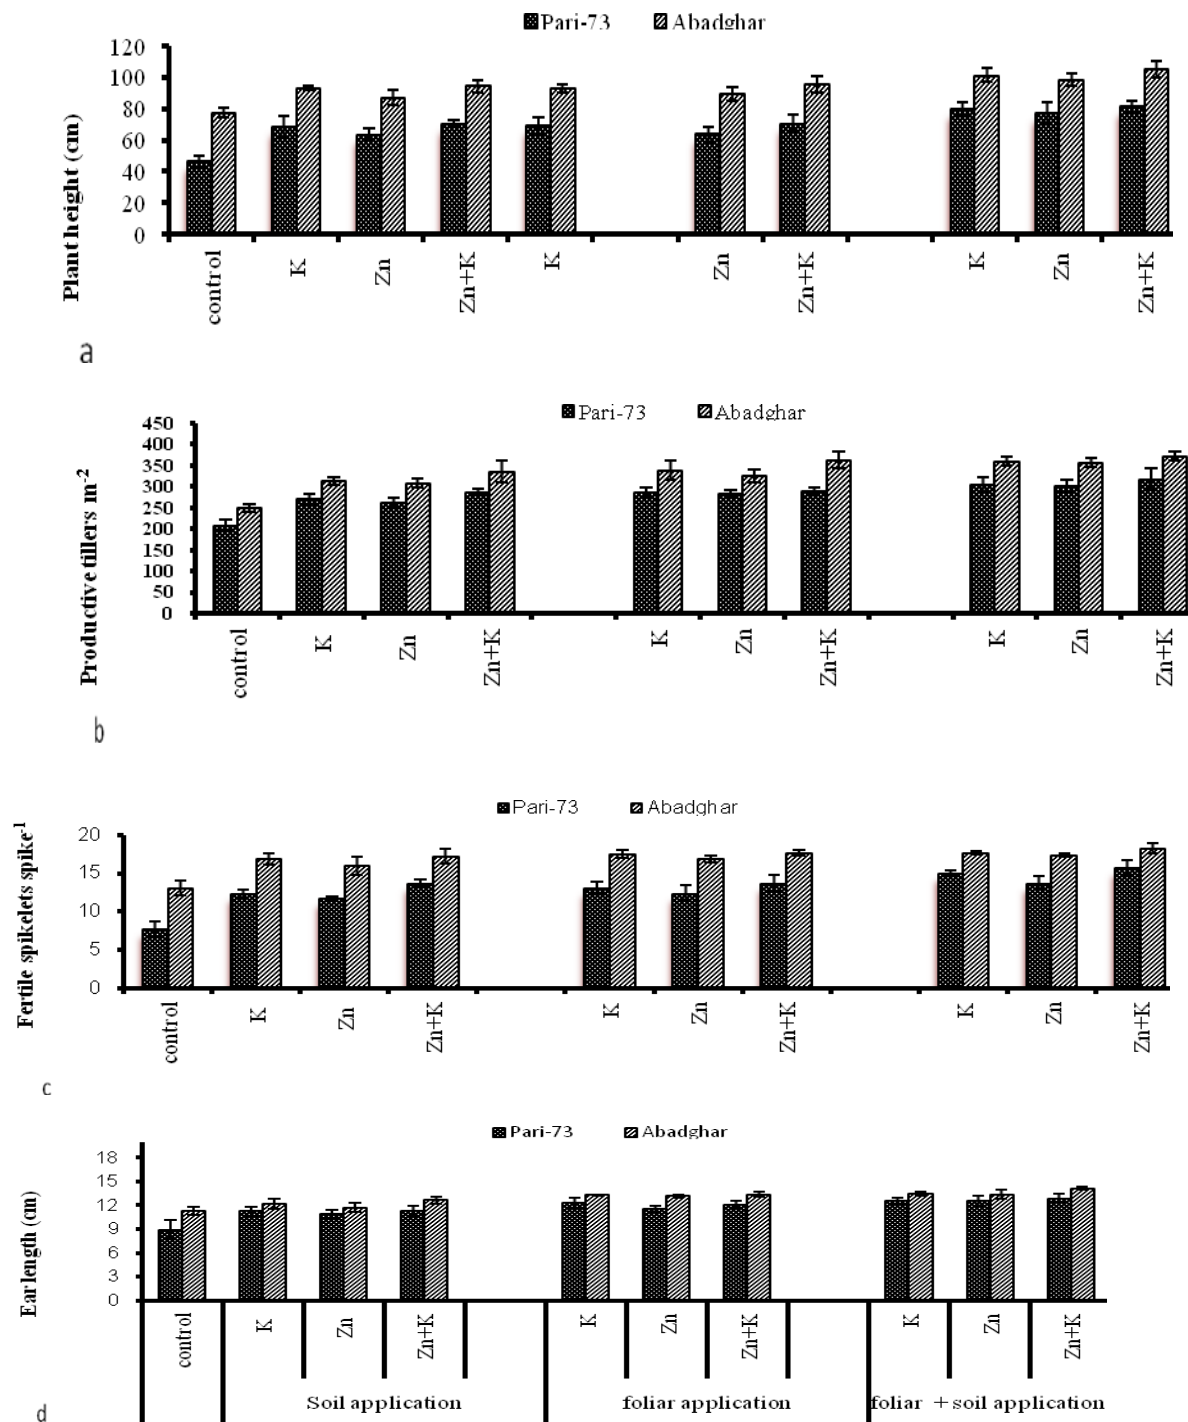 Pari-73 Abadghar
Plant height (cm)
120
100
80
60
40
20
0
control K Zn Zn+K K Zn Zn+K K Zn Zn+K
a
Pari-73 Abadghar
Productive tillers m-2
450
400
350
300
250
200
150
100
50
0
control K Zn Zn+K K Zn Zn+K K Zn Zn+K
b
Pari-73 Abadghar
Fertile spikelets spike-1
20
15
10
5
0
control K Zn Zn+K K Zn Zn+K K Zn Zn+K
c
Pari-73 Abadghar
Ear length (cm)
18
15
12
9
6
3
0
control K Zn Zn+K K Zn Zn+K K Zn Zn+K
Soil application foliar application foliar + soil application
d